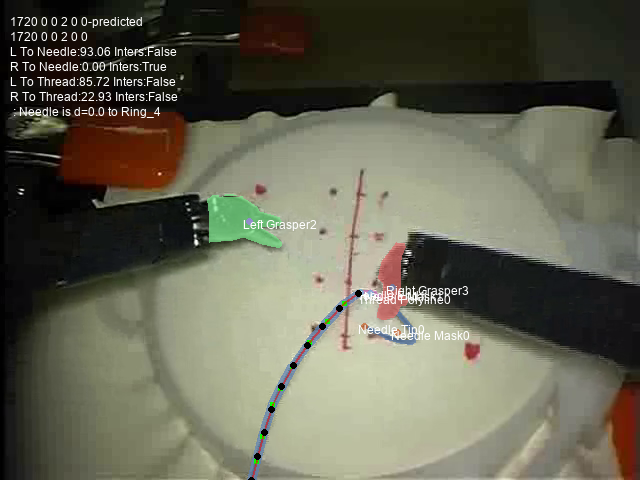 1720 0 0 2 0 0-predicted
1720 0 0 2 0 0
L To Needle:93.06 Inters:False
R To Needle:0.00 Inters:True
L To Thread:85.72 Inters:False
R To Thread:22.93 Inters:False
: Needle is d=0.0 to Ring_4
Left Grasper2
Right Grasper3
Thread Polyline0
Needle Tip0
Needle Mask0